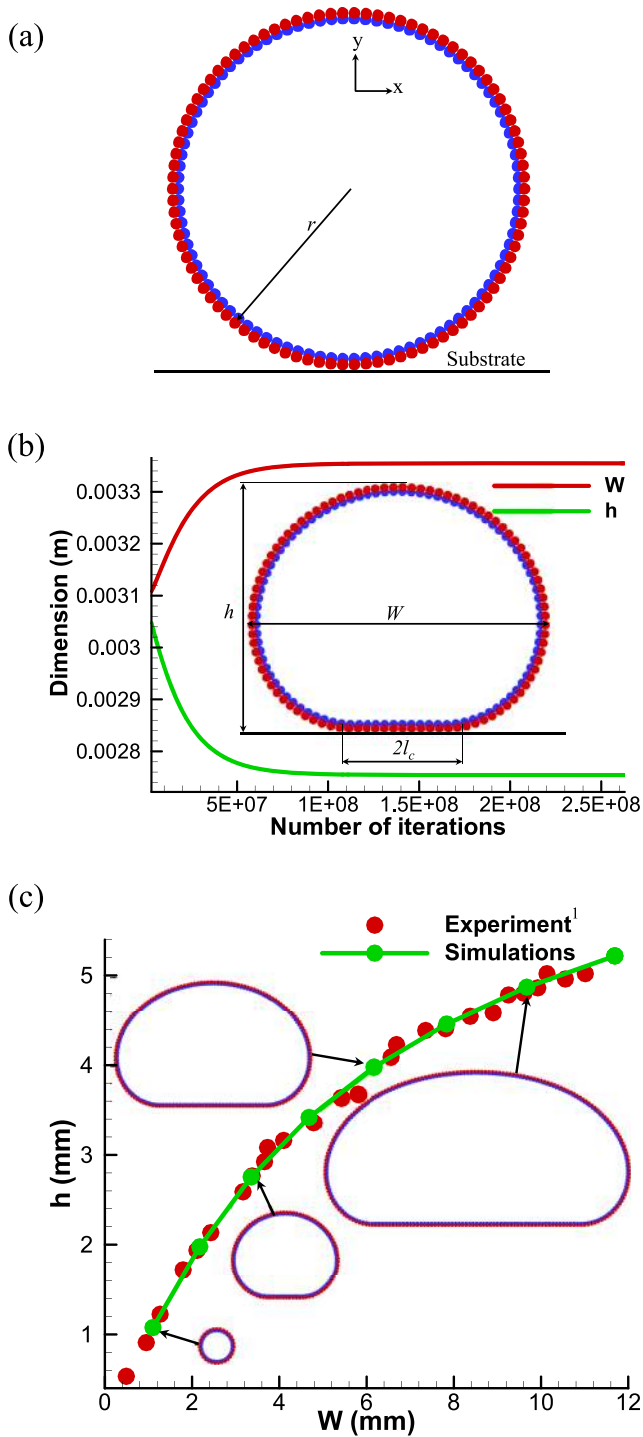 (a)
y
x
r
Substrate
(b)
W
h
0.0033
0.0032
0.0031
0.003
0.0029
0.0028
Dimension (m)
h
W
2l_c
5E+07 1E+08 1.5E+08 2E+08 2.5E+08
Number of iterations
(c)
Experiment¹
Simulations
5
4
3
2
1
h (mm)
0 2 4 6 8 10 12
W (mm)